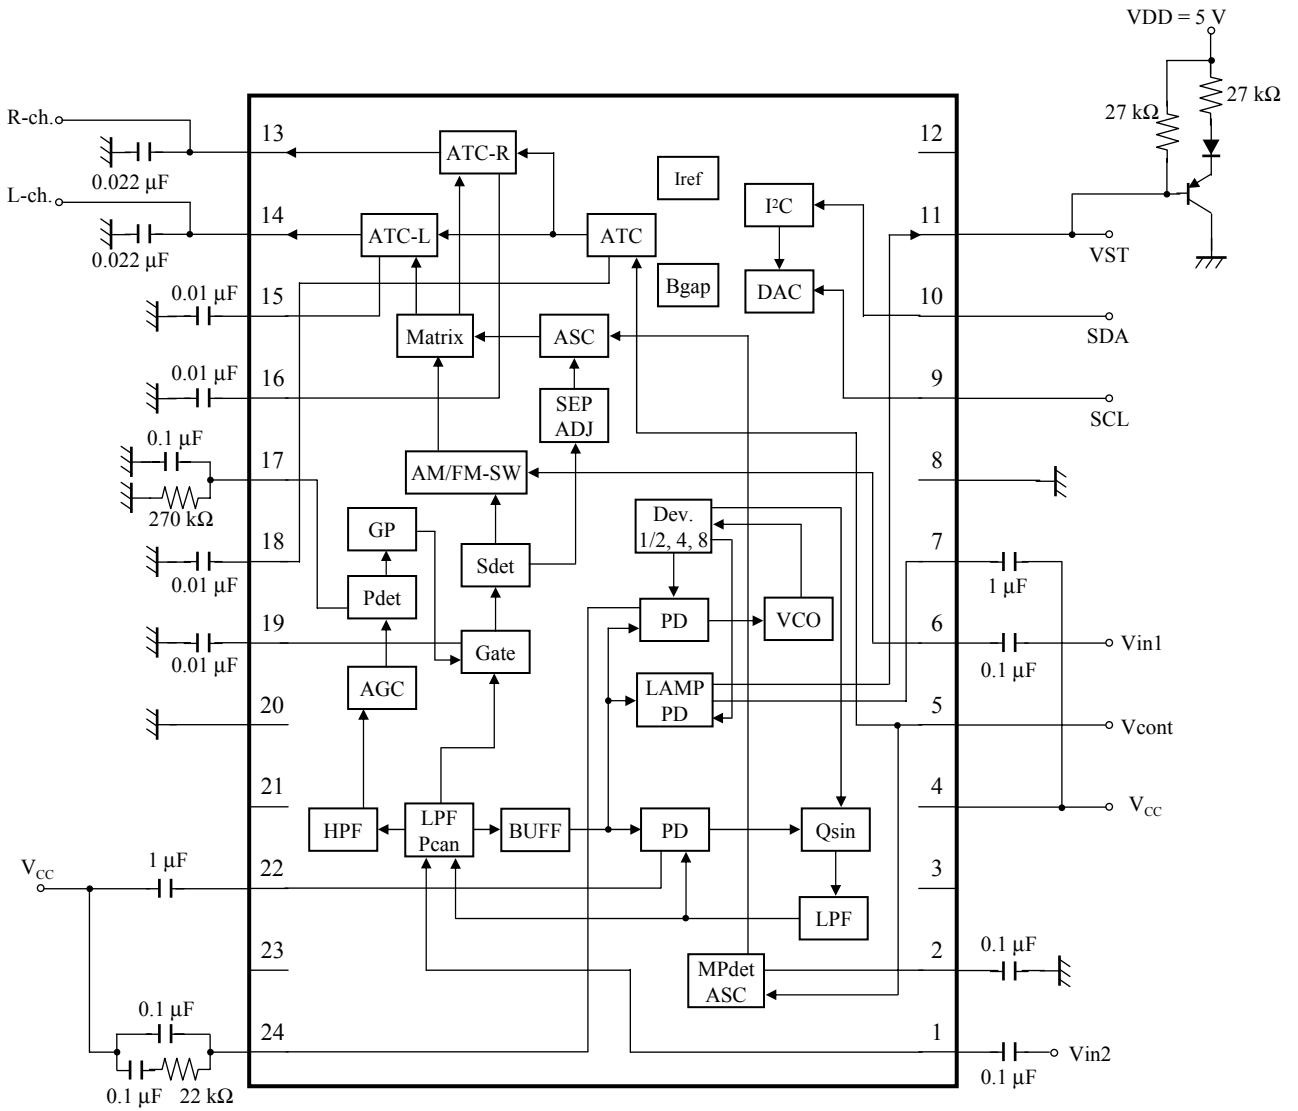 VDD = 5 V
27 kΩ
27 kΩ
R-ch.
0.022 µF
13
ATC-R
Iref
12
L-ch.
0.022 µF
14
ATC-L
ATC
I²C
11
VST
Bgap
DAC
0.01 µF
15
Matrix
ASC
10
SDA
0.01 µF
16
SEP
ADJ
9
SCL
0.1 µF
270 kΩ
17
AM/FM-SW
8
GP
Dev.
1/2, 4, 8
18
0.01 µF
Pdet
Sdet
7
1 µF
PD
VCO
19
0.01 µF
Gate
6
0.1 µF
Vin1
AGC
LAMP
PD
20
5
Vcont
21
4
VCC
HPF
LPF
Pcan
BUFF
PD
Qsin
VCC
1 µF
22
3
LPF
23
MPdet
ASC
2
0.1 µF
0.1 µF
0.1 µF
22 kΩ
24
1
0.1 µF
Vin2